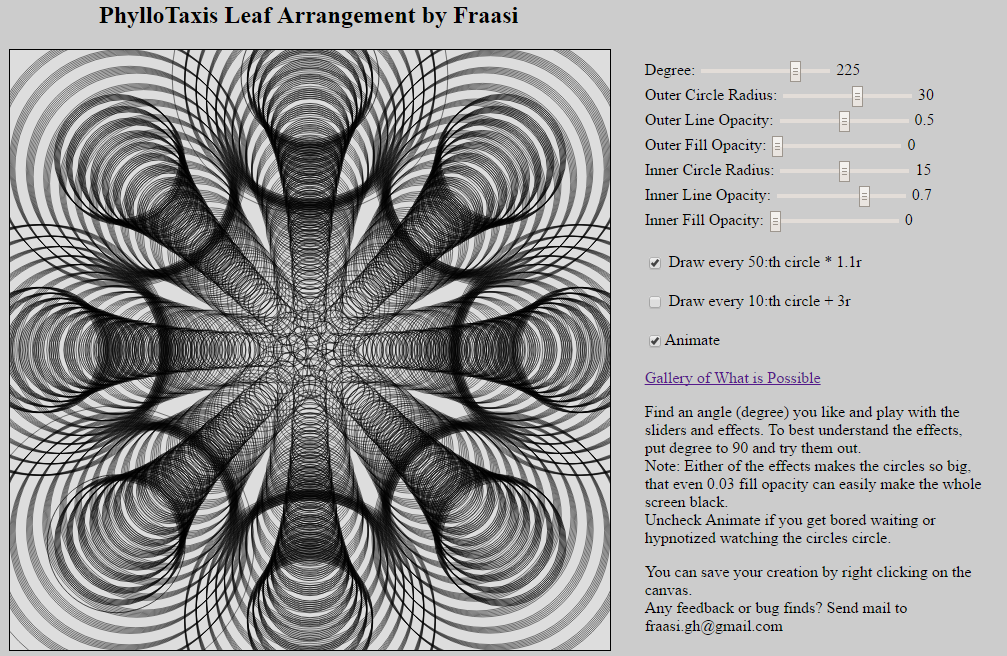 PhylloTaxis Leaf Arrangement by Fraasi
Degree: 225
Outer Circle Radius: 30
Outer Line Opacity: 0.5
Outer Fill Opacity: 0
Inner Circle Radius: 15
Inner Line Opacity: 0.7
Inner Fill Opacity: 0
Draw every 50:th circle * 1.1r
Draw every 10:th circle + 3r
Animate
Gallery of What is Possible
Find an angle (degree) you like and play with the
sliders and effects. To best understand the effects,
put degree to 90 and try them out.
Note: Either of the effects makes the circles so big,
that even 0.03 fill opacity can easily make the whole
screen black.
Uncheck Animate if you get bored waiting or
hypnotized watching the circles circle.
You can save your creation by right clicking on the
canvas.
Any feedback or bug finds? Send mail to
fraasi.gh@gmail.com